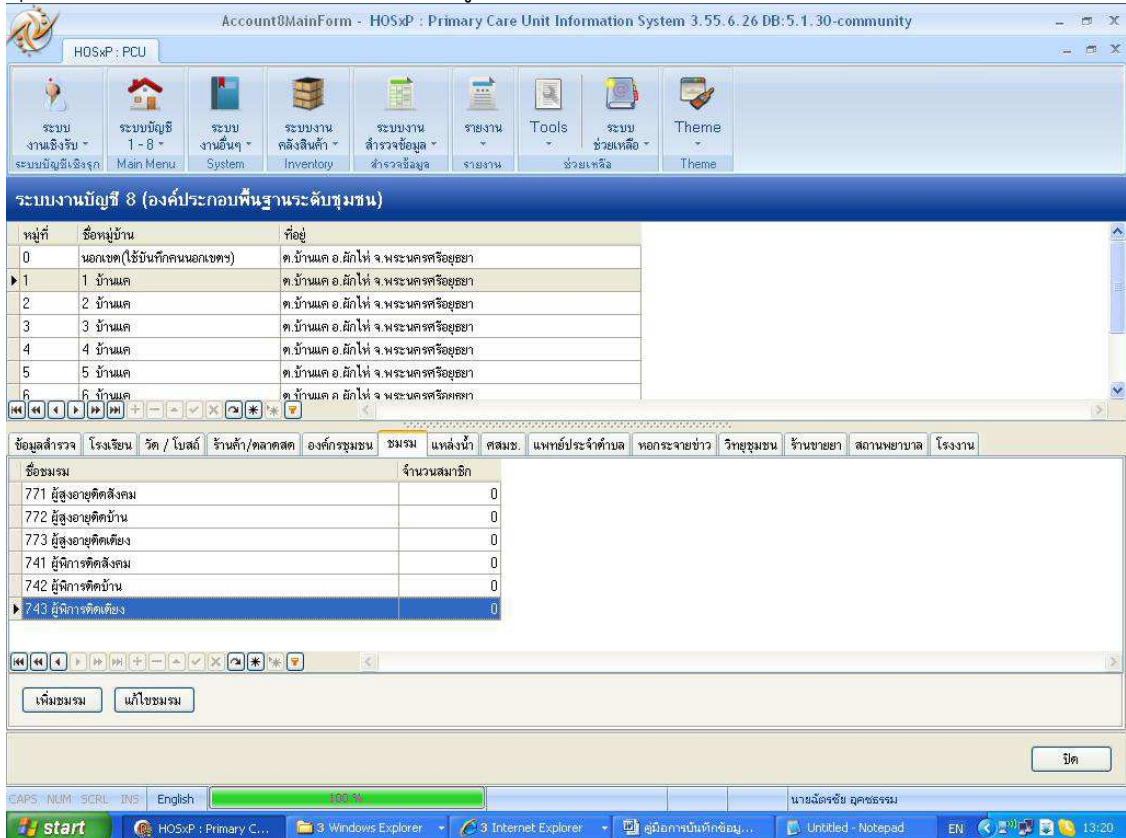 Account8MainForm - HOSxP : Primary Care Unit Information System 3.55.6.26 DB:5.1.30-community
HOSxP : PCU
ระบบงานเชิงรับ ระบบบัญชี 1 - 8 ระบบงานอื่นๆ ระบบงานคลังสินค้า ระบบงานสำรวจข้อมูล รายงาน Tools ระบบช่วยเหลือ Theme
ระบบบัญชีเชิงรุก Main Menu System Inventory สำรวจข้อมูล รายงาน ช่วยเหลือ Theme
ระบบงานบัญชี 8 (องค์ประกอบพื้นฐานระดับชุมชน)
หมู่ที่ ชื่อหมู่บ้าน ที่อยู่
0 นอกเขต(ใช้บันทึกคนนอกเขตฯ) ต.บ้านแค อ.ผักไห่ จ.พระนครศรีอยุธยา
1 1 บ้านแค ต.บ้านแค อ.ผักไห่ จ.พระนครศรีอยุธยา
2 2 บ้านแค ต.บ้านแค อ.ผักไห่ จ.พระนครศรีอยุธยา
3 3 บ้านแค ต.บ้านแค อ.ผักไห่ จ.พระนครศรีอยุธยา
4 4 บ้านแค ต.บ้านแค อ.ผักไห่ จ.พระนครศรีอยุธยา
5 5 บ้านแค ต.บ้านแค อ.ผักไห่ จ.พระนครศรีอยุธยา
6 6 บ้านแค ต.บ้านแค อ.ผักไห่ จ.พระนครศรีอยุธยา
ข้อมูลสำรวจ โรงเรียน วัด / โบสถ์ ร้านค้า/ตลาดสด องค์กรชุมชน ชมรม แหล่งน้ำ ศสมช. แพทย์ประจำตำบล หอกระจายข่าว วิทยุชุมชน ร้านขายยา สถานพยาบาล โรงงาน
ชื่อชมรม จำนวนสมาชิก
771 ผู้สูงอายุติดสังคม 0
772 ผู้สูงอายุติดบ้าน 0
773 ผู้สูงอายุติดเตียง 0
741 ผู้พิการติดสังคม 0
742 ผู้พิการติดบ้าน 0
743 ผู้พิการติดเตียง 0
เพิ่มชมรม แก้ไขชมรม
ปิด
CAPS NUM SCRL INS English 100 % นายฉัตรชัย อุคชธรรม
start HOSxP : Primary C... 3 Windows Explorer 3 Internet Explorer คู่มือการบันทึกข้อมู... Untitled - Notepad EN 13:20